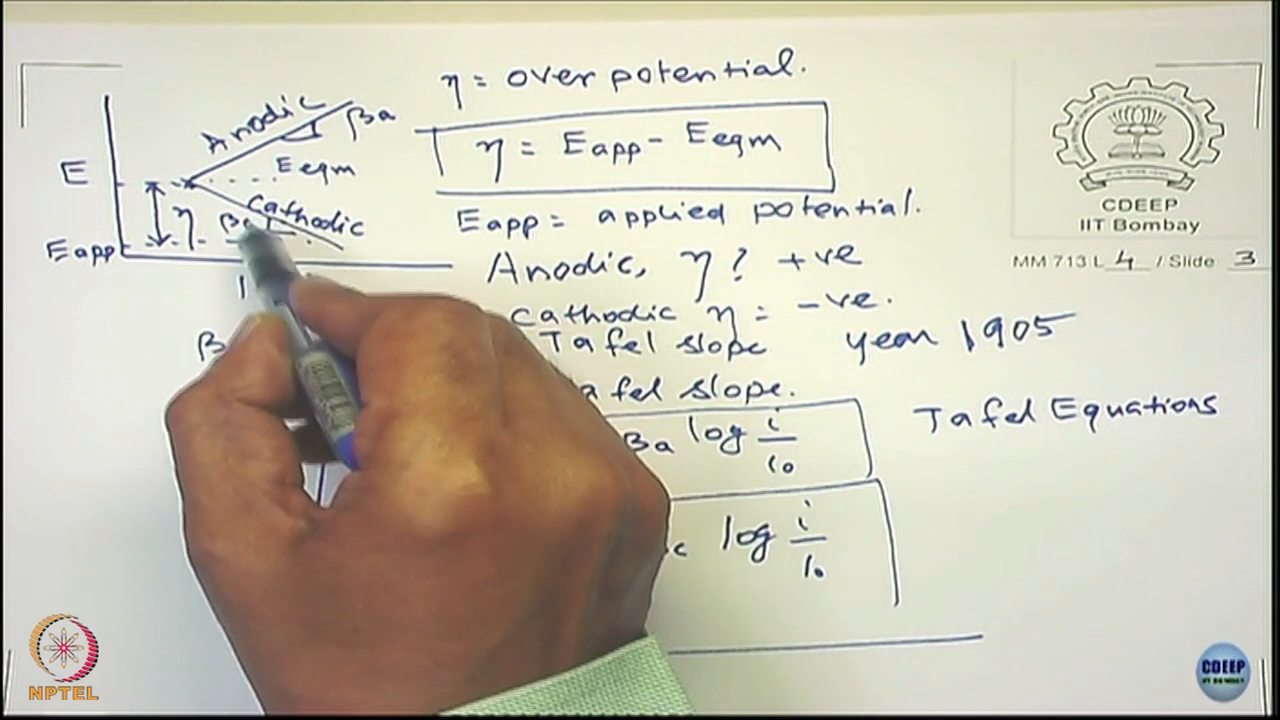 η = over potential.
η = Eapp - Eeqm
Eapp = applied potential.
Anodic, η? +ve
cathodic η = -ve.
Tafel slope year 1905
afel slope.
Tafel Equations
βa log i/i₀
c log i/i₀
Anodic βa
E Eeqm
η cathodic
Eapp
β
CDEEP
IIT Bombay
MM 713 L 4 / Slide 3
NPTEL
CDEEP
IIT BOMBAY